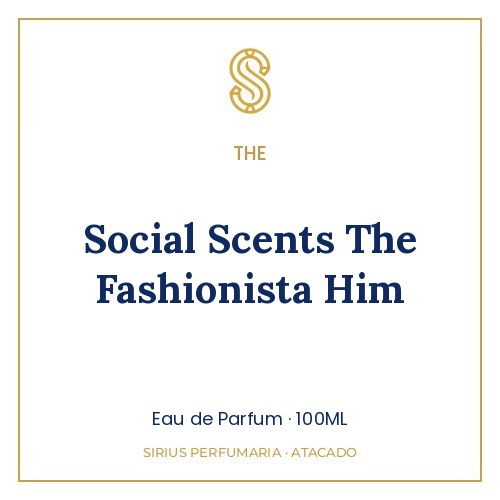 THE
Social Scents The
Fashionista Him
Eau de Parfum · 100ML
SIRIUS PERFUMARIA · ATACADO